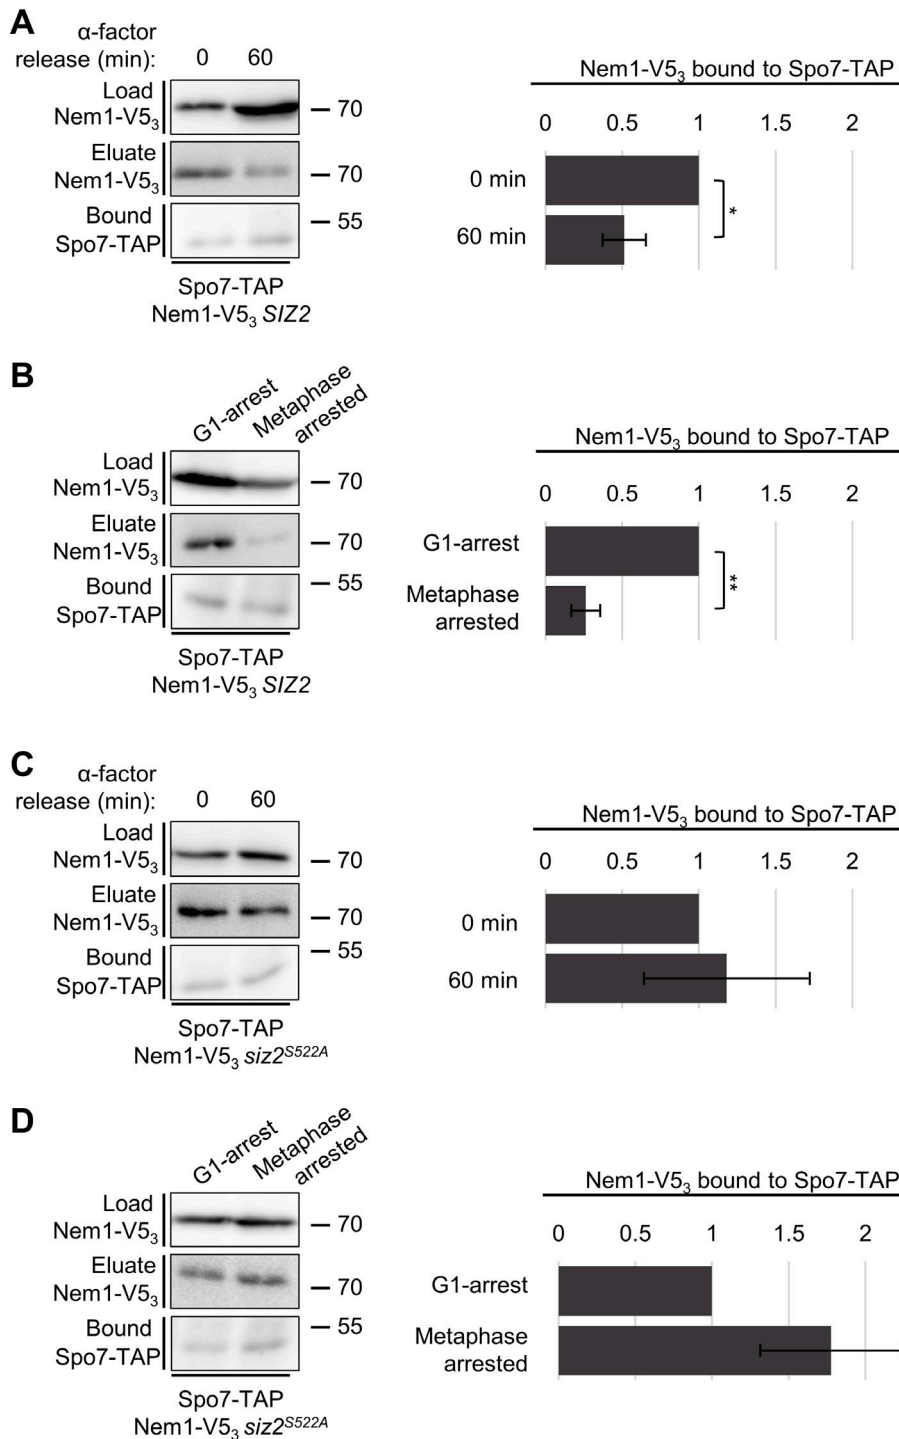 A
α-factor
release (min): 0 60
Load
Nem1-V5₃
70
Eluate
Nem1-V5₃
70
Bound
Spo7-TAP
55
Spo7-TAP
Nem1-V5₃ SIZ2
Nem1-V5₃ bound to Spo7-TAP
0 0.5 1 1.5 2
0 min
60 min
*
B
G1-arrest
Metaphase
arrested
Load
Nem1-V5₃
70
Eluate
Nem1-V5₃
70
Bound
Spo7-TAP
55
Spo7-TAP
Nem1-V5₃ SIZ2
Nem1-V5₃ bound to Spo7-TAP
0 0.5 1 1.5 2
G1-arrest
Metaphase
arrested
**
C
α-factor
release (min): 0 60
Load
Nem1-V5₃
70
Eluate
Nem1-V5₃
70
Bound
Spo7-TAP
55
Spo7-TAP
Nem1-V5₃ siz2S522A
Nem1-V5₃ bound to Spo7-TAP
0 0.5 1 1.5 2
0 min
60 min
D
G1-arrest
Metaphase
arrested
Load
Nem1-V5₃
70
Eluate
Nem1-V5₃
70
Bound
Spo7-TAP
55
Spo7-TAP
Nem1-V5₃ siz2S522A
Nem1-V5₃ bound to Spo7-TAP
0 0.5 1 1.5 2
G1-arrest
Metaphase
arrested